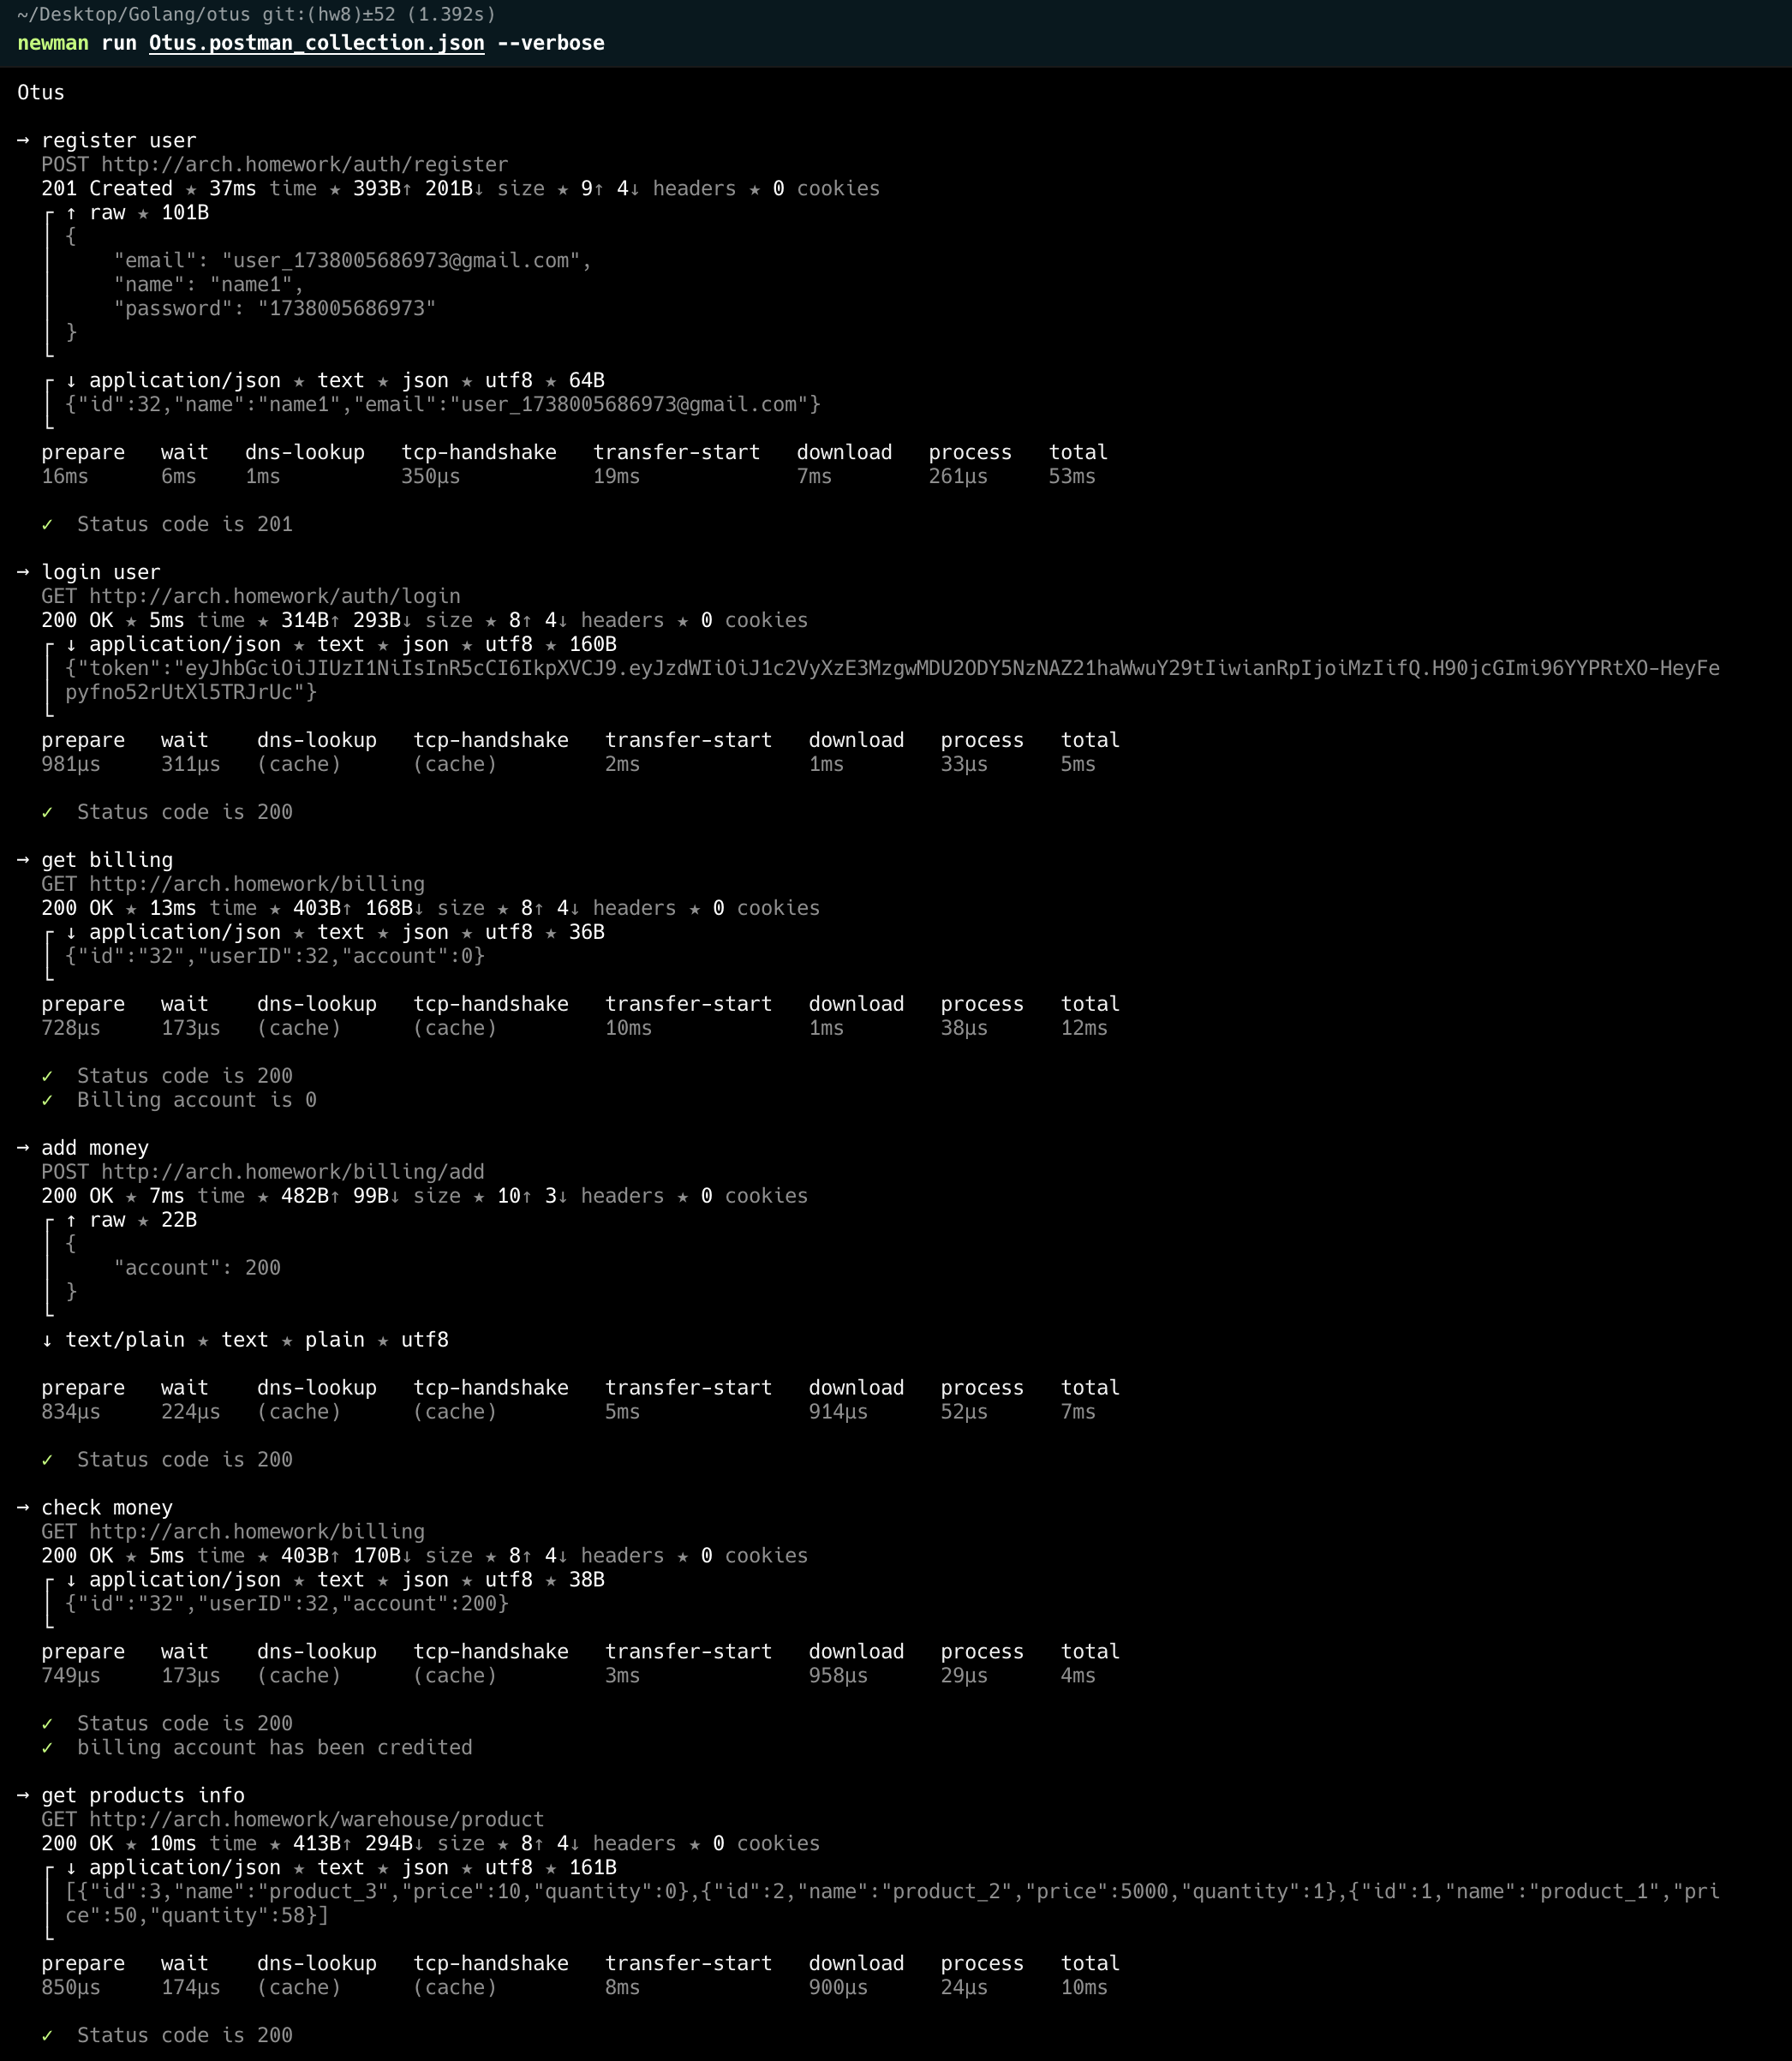 ~/Desktop/Golang/otus git:(hw8)±52 (1.392s)
newman run Otus.postman_collection.json --verbose
Otus
→ register user
POST http://arch.homework/auth/register
201 Created ★ 37ms time ★ 393B↑ 201B↓ size ★ 9↑ 4↓ headers ★ 0 cookies
┌ ↑ raw ★ 101B
│ {
│     "email": "user_1738005686973@gmail.com",
│     "name": "name1",
│     "password": "1738005686973"
│ }
└
┌ ↓ application/json ★ text ★ json ★ utf8 ★ 64B
│ {"id":32,"name":"name1","email":"user_1738005686973@gmail.com"}
└
prepare   wait   dns-lookup   tcp-handshake   transfer-start   download   process   total
16ms      6ms    1ms          350µs           19ms             7ms        261µs     53ms
✓  Status code is 201
→ login user
GET http://arch.homework/auth/login
200 OK ★ 5ms time ★ 314B↑ 293B↓ size ★ 8↑ 4↓ headers ★ 0 cookies
┌ ↓ application/json ★ text ★ json ★ utf8 ★ 160B
│ {"token":"eyJhbGciOiJIUzI1NiIsInR5cCI6IkpXVCJ9.eyJzdWIiOiJ1c2VyXzE3MzgwMDU2ODY5NzNAZ21haWwuY29tIiwianRpIjoiMzIifQ.H90jcGImi96YYPRtXO-HeyFe
│ pyfno52rUtXl5TRJrUc"}
└
prepare   wait    dns-lookup   tcp-handshake   transfer-start   download   process   total
981µs     311µs   (cache)      (cache)         2ms              1ms        33µs      5ms
✓  Status code is 200
→ get billing
GET http://arch.homework/billing
200 OK ★ 13ms time ★ 403B↑ 168B↓ size ★ 8↑ 4↓ headers ★ 0 cookies
┌ ↓ application/json ★ text ★ json ★ utf8 ★ 36B
│ {"id":"32","userID":32,"account":0}
└
prepare   wait    dns-lookup   tcp-handshake   transfer-start   download   process   total
728µs     173µs   (cache)      (cache)         10ms             1ms        38µs      12ms
✓  Status code is 200
✓  Billing account is 0
→ add money
POST http://arch.homework/billing/add
200 OK ★ 7ms time ★ 482B↑ 99B↓ size ★ 10↑ 3↓ headers ★ 0 cookies
┌ ↑ raw ★ 22B
│ {
│     "account": 200
│ }
└
↓ text/plain ★ text ★ plain ★ utf8
prepare   wait    dns-lookup   tcp-handshake   transfer-start   download   process   total
834µs     224µs   (cache)      (cache)         5ms              914µs      52µs      7ms
✓  Status code is 200
→ check money
GET http://arch.homework/billing
200 OK ★ 5ms time ★ 403B↑ 170B↓ size ★ 8↑ 4↓ headers ★ 0 cookies
┌ ↓ application/json ★ text ★ json ★ utf8 ★ 38B
│ {"id":"32","userID":32,"account":200}
└
prepare   wait    dns-lookup   tcp-handshake   transfer-start   download   process   total
749µs     173µs   (cache)      (cache)         3ms              958µs      29µs      4ms
✓  Status code is 200
✓  billing account has been credited
→ get products info
GET http://arch.homework/warehouse/product
200 OK ★ 10ms time ★ 413B↑ 294B↓ size ★ 8↑ 4↓ headers ★ 0 cookies
┌ ↓ application/json ★ text ★ json ★ utf8 ★ 161B
│ [{"id":3,"name":"product_3","price":10,"quantity":0},{"id":2,"name":"product_2","price":5000,"quantity":1},{"id":1,"name":"product_1","pri
│ ce":50,"quantity":58}]
└
prepare   wait    dns-lookup   tcp-handshake   transfer-start   download   process   total
850µs     174µs   (cache)      (cache)         8ms              900µs      24µs      10ms
✓  Status code is 200